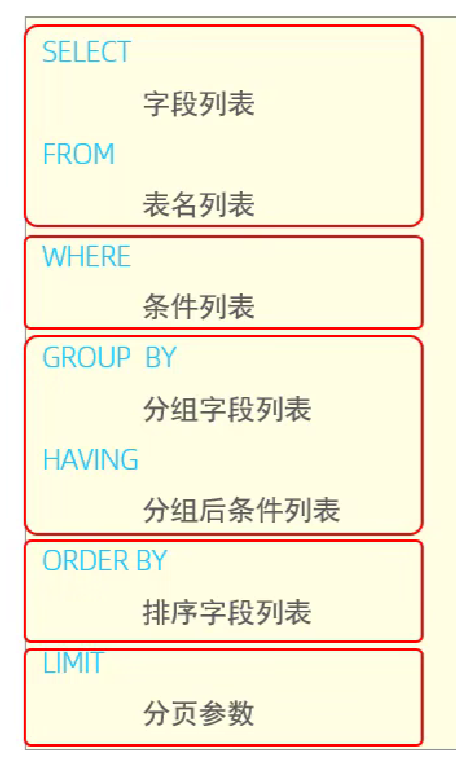 SELECT
字段列表
FROM
表名列表
WHERE
条件列表
GROUP BY
分组字段列表
HAVING
分组后条件列表
ORDER BY
排序字段列表
LIMIT
分页参数